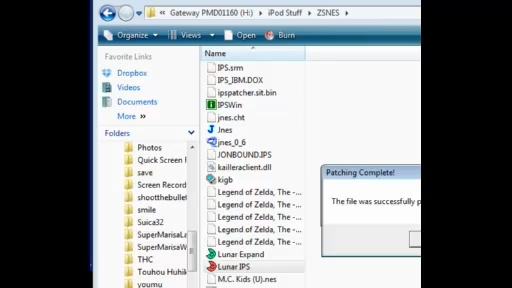 « Gateway PMD01160 (H:) ▸ iPod Stuff ▸ ZSNES ▸
Organize Views Open Burn
Favorite Links
Dropbox
Videos
Documents
More »
Folders
Photos
Quick Screen
save
Screen Record
shootthebullet
smile
Suica32
SuperMarisaLa
SuperMarisaW
THC
Touhou Huhik
youmu
Name
IPS.srm
IPS_IBM.DOX
ipspatcher.sit.bin
IPSWin
jnes.cht
Jnes
jnes_0_6
JONBOUND.IPS
kailleraclient.dll
kigb
Legend of Zelda, The -...
Legend of Zelda, The -...
Legend of Zelda, The -...
Legend of Zelda, The -...
Legend of Zelda, The -...
Lunar Expand
Lunar IPS
M.C. Kids (U).nes
Patching Complete!
The file was successfully p